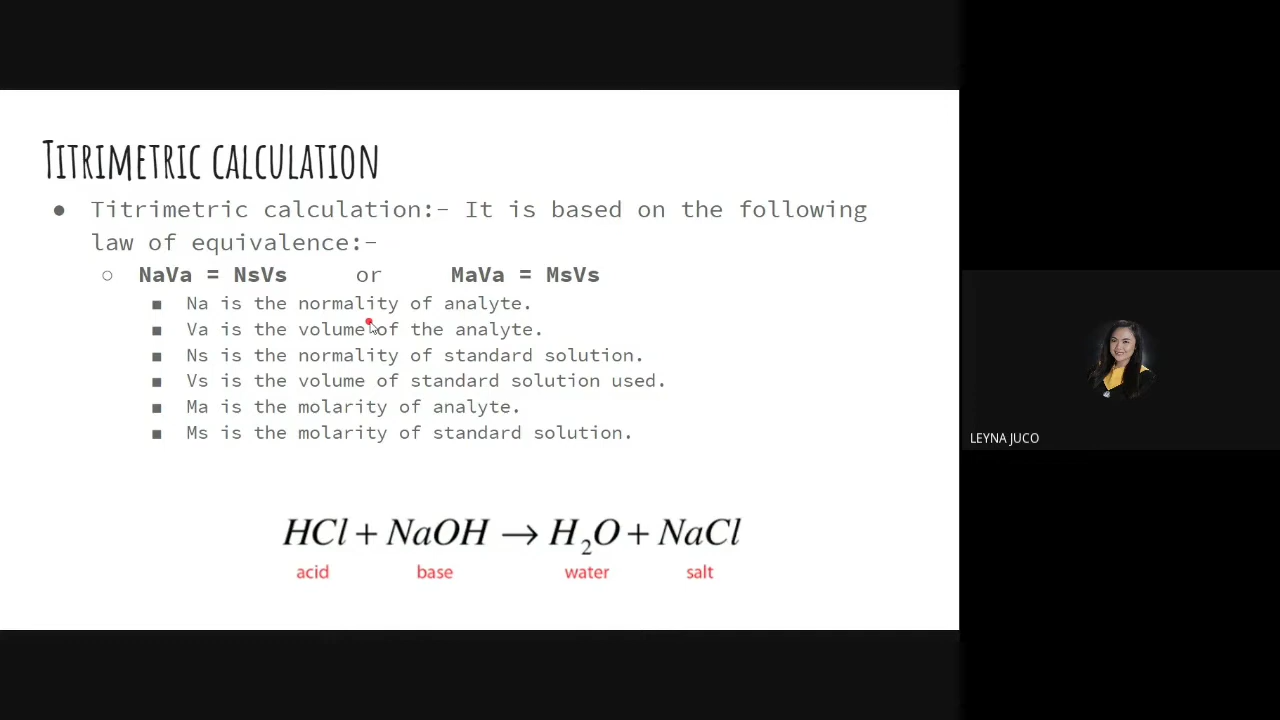 Titrimetric calculation
● Titrimetric calculation:- It is based on the following
law of equivalence:-
○ NaVa = NsVs or MaVa = MsVs
■ Na is the normality of analyte.
■ Va is the volume of the analyte.
■ Ns is the normality of standard solution.
■ Vs is the volume of standard solution used.
■ Ma is the molarity of analyte.
■ Ms is the molarity of standard solution.
HCl + NaOH → H₂O + NaCl
acid base water salt
LEYNA JUCO